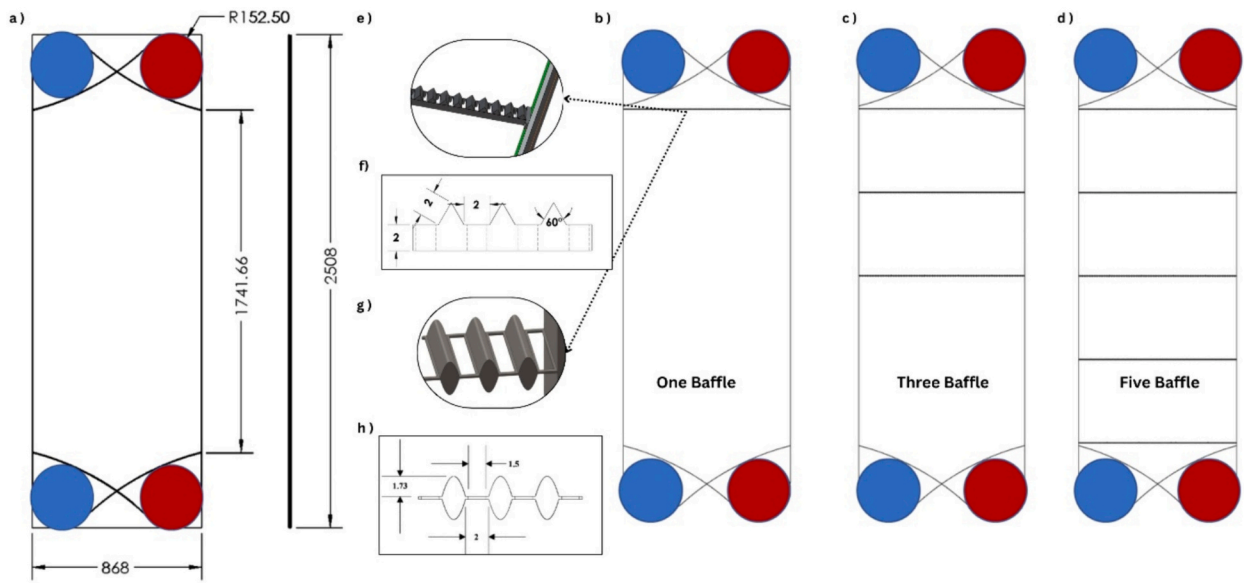 a )
R152.50
1741.66
2508
868
e )
f)
2
2
2
60°
g )
h )
1.5
1.73
2
b )
One Baffle
c )
Three Baffle
d )
Five Baffle